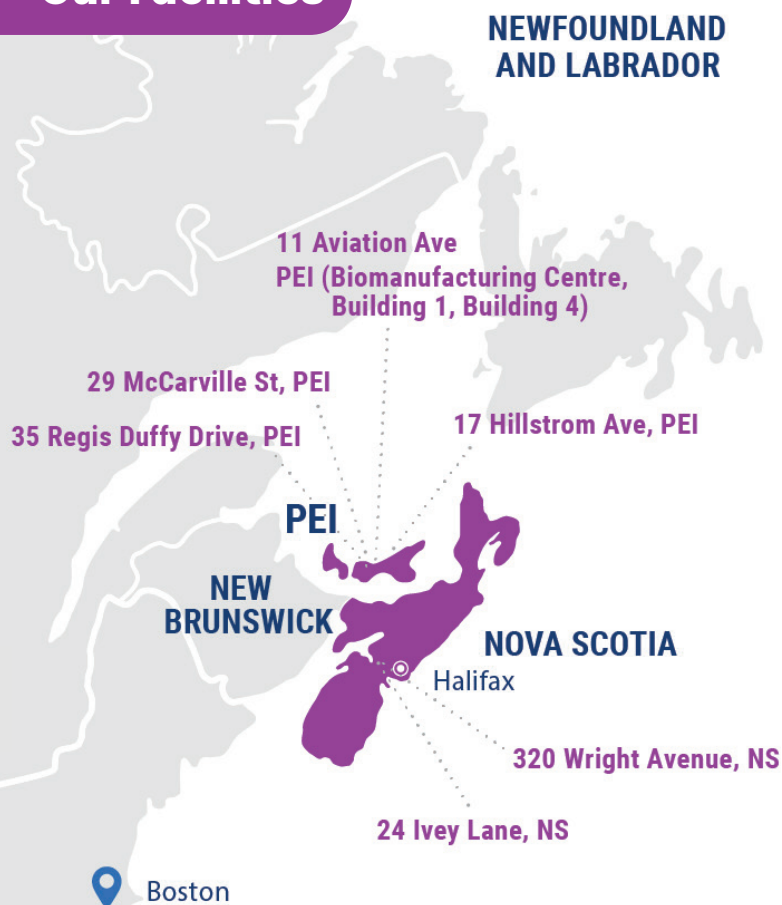 Our Facilities
NEWFOUNDLAND
AND LABRADOR
11 Aviation Ave
PEI (Biomanufacturing Centre,
Building 1, Building 4)
29 McCarville St, PEI
17 Hillstrom Ave, PEI
35 Regis Duffy Drive, PEI
PEI
NEW
BRUNSWICK
NOVA SCOTIA
Halifax
320 Wright Avenue, NS
24 Ivey Lane, NS
Boston